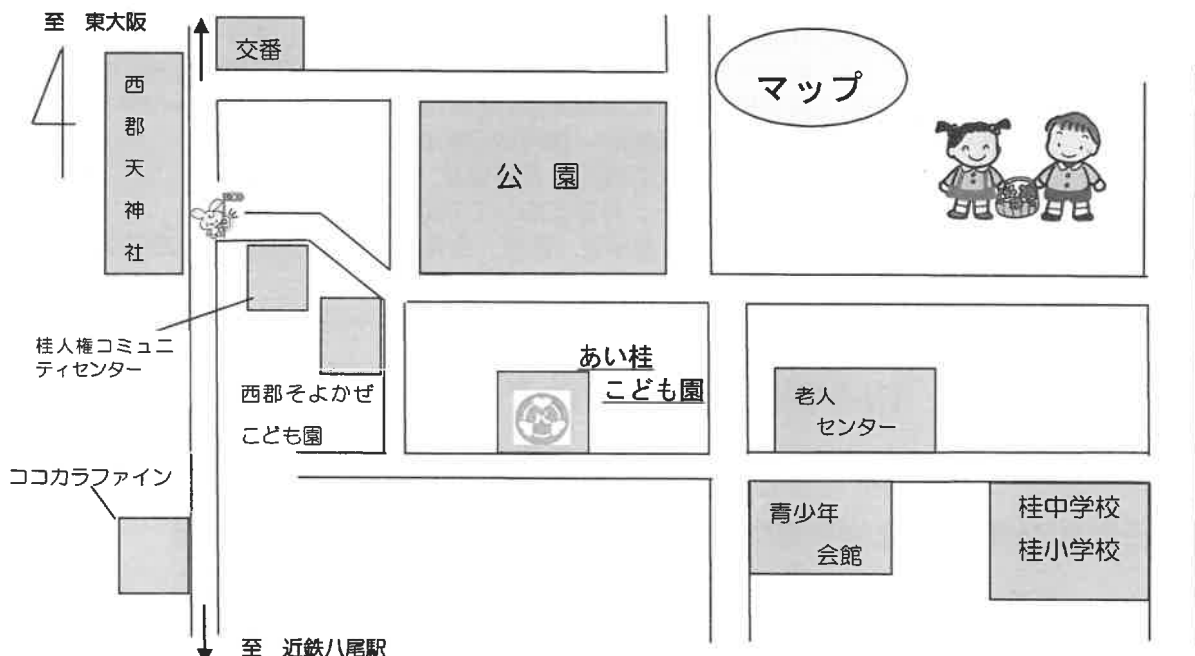 至 東大阪
交番
マップ
西郡天神社
公園
桂人権コミュニ
ティセンター
あい桂
こども園
西郡そよかぜ
こども園
老人
センター
ココカラファイン
青少年
会館
桂中学校
桂小学校
至 近鉄八尾駅